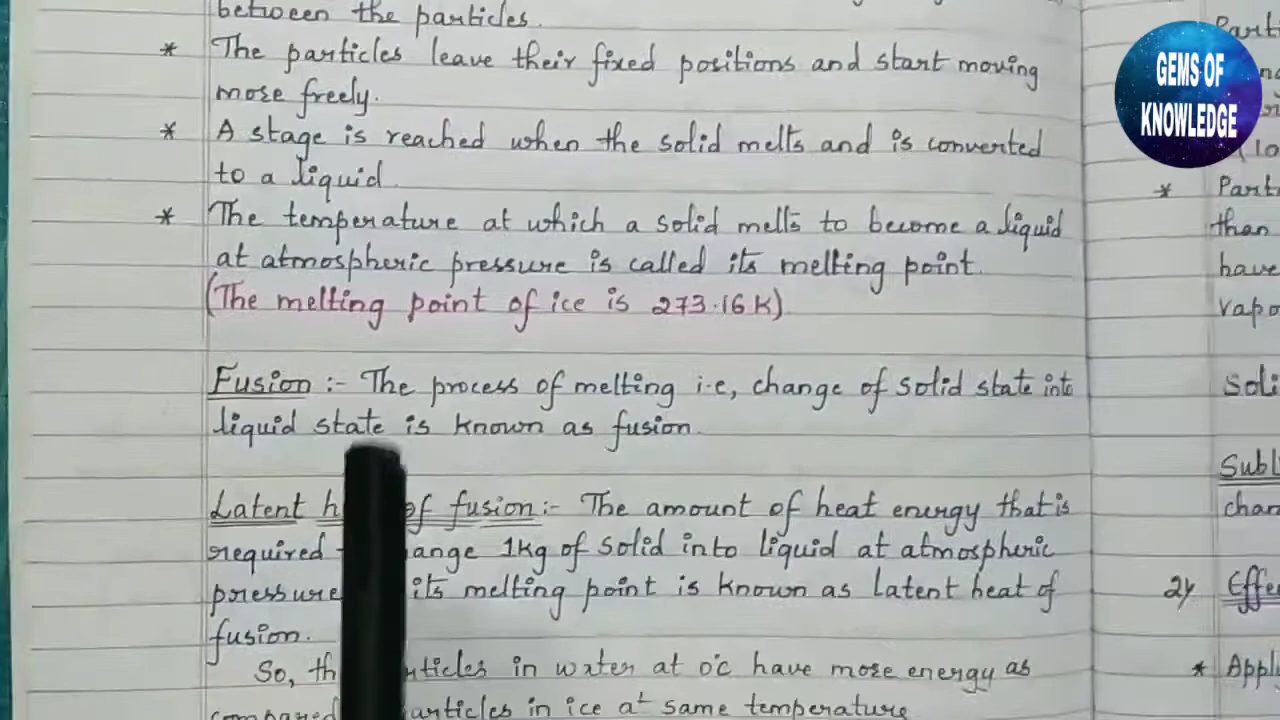 between the particles.
* The particles leave their fixed positions and start moving
more freely.
* A stage is reached when the solid melts and is converted
to a liquid.
* The temperature at which a solid melts to become a liquid
at atmospheric pressure is called its melting point.
(The melting point of ice is 273.16 K)
Fusion :- The process of melting i.e, change of solid state into
liquid state is known as fusion.
Latent of fusion :- The amount of heat energy that is
required ange 1kg of solid into liquid at atmospheric
pressure its melting point is known as latent heat of
fusion.
So, th ticles in water at 0°c have more energy as
compared articles in ice at same temperature
GEMS OF
KNOWLEDGE
Parti
* Parti
than
have
vapo
Soli
Subl
chan
2) Effe
* Appl